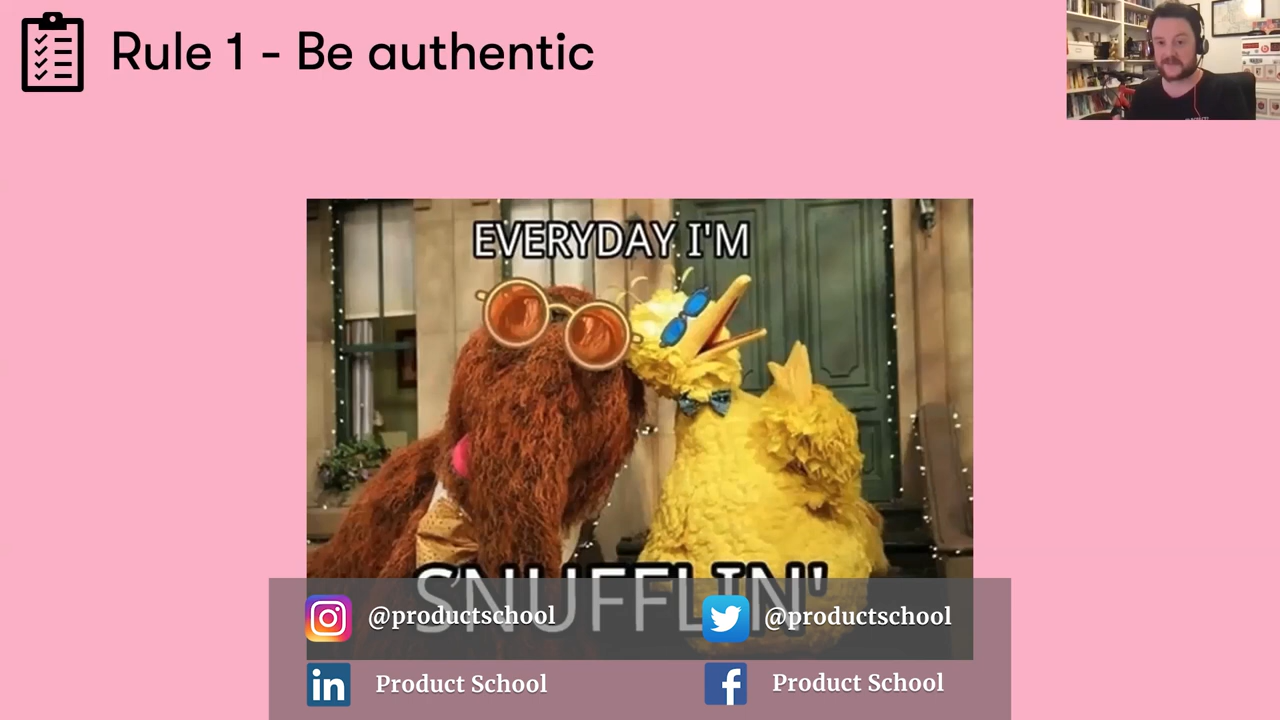 Rule 1 - Be authentic
EVERYDAY I'M
SNUFFLIN'
@productschool
@productschool
Product School
Product School